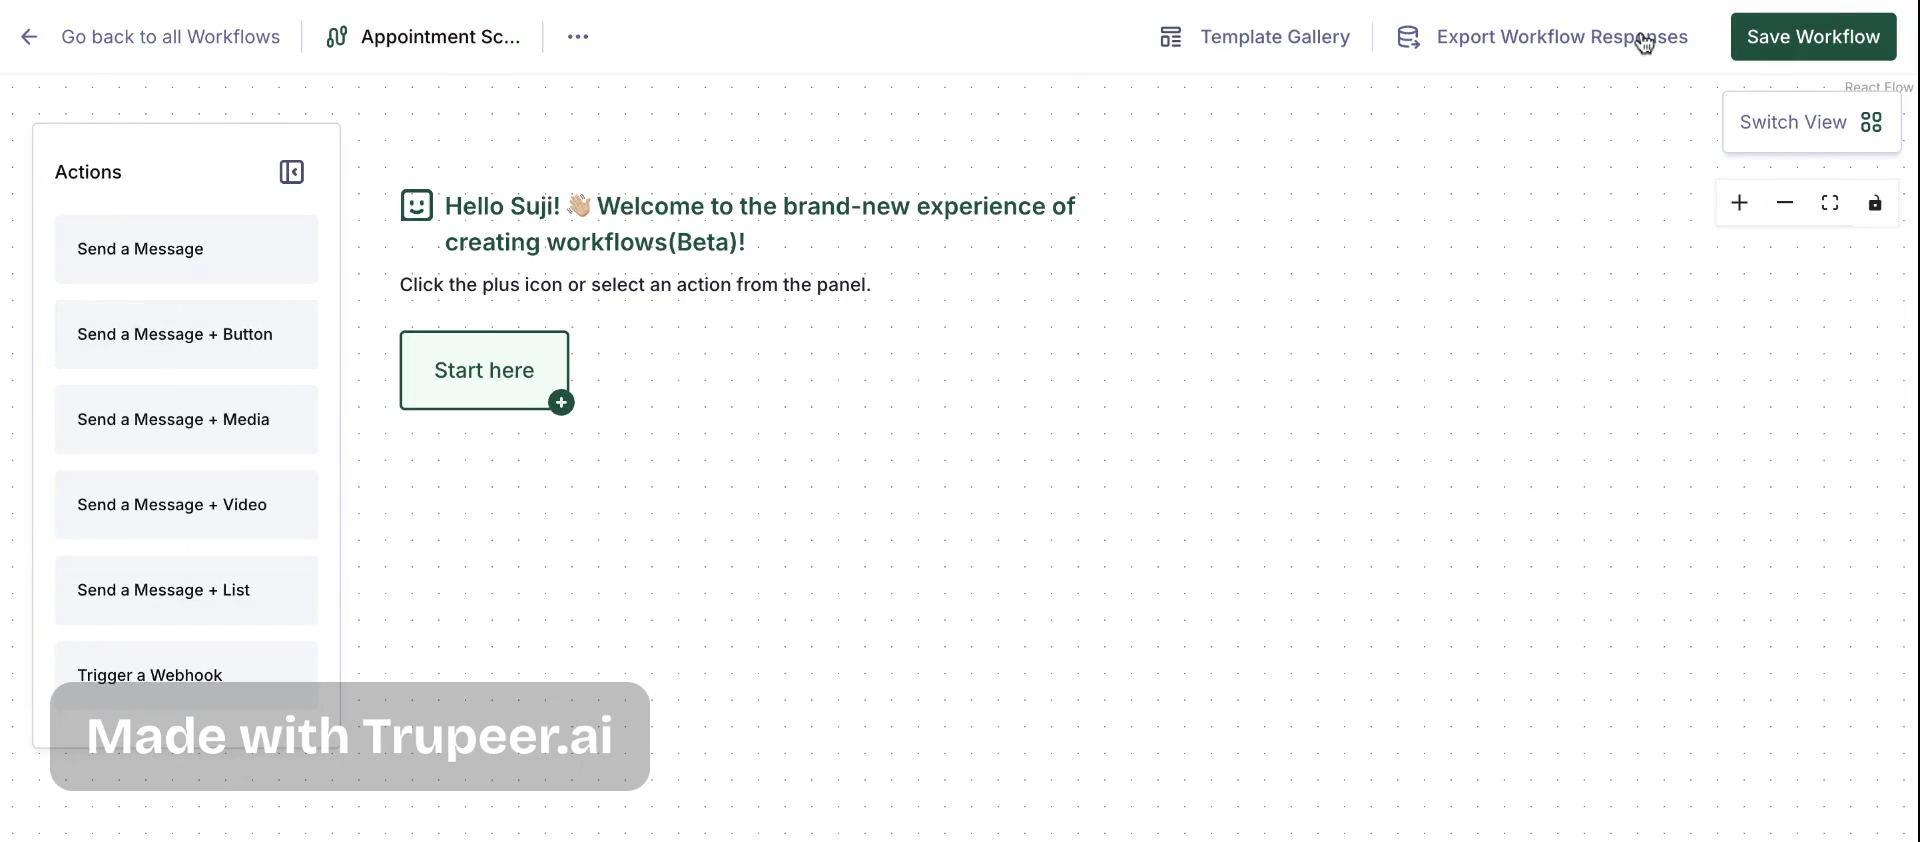 Go back to all Workflows
Appointment Sc...
Template Gallery
Export Workflow Responses
Save Workflow
React Flow
Switch View
Actions
Send a Message
Send a Message + Button
Send a Message + Media
Send a Message + Video
Send a Message + List
Trigger a Webhook
Hello Suji! 👋🏼 Welcome to the brand-new experience of
creating workflows(Beta)!
Click the plus icon or select an action from the panel.
Start here
Made with Trupeer.ai